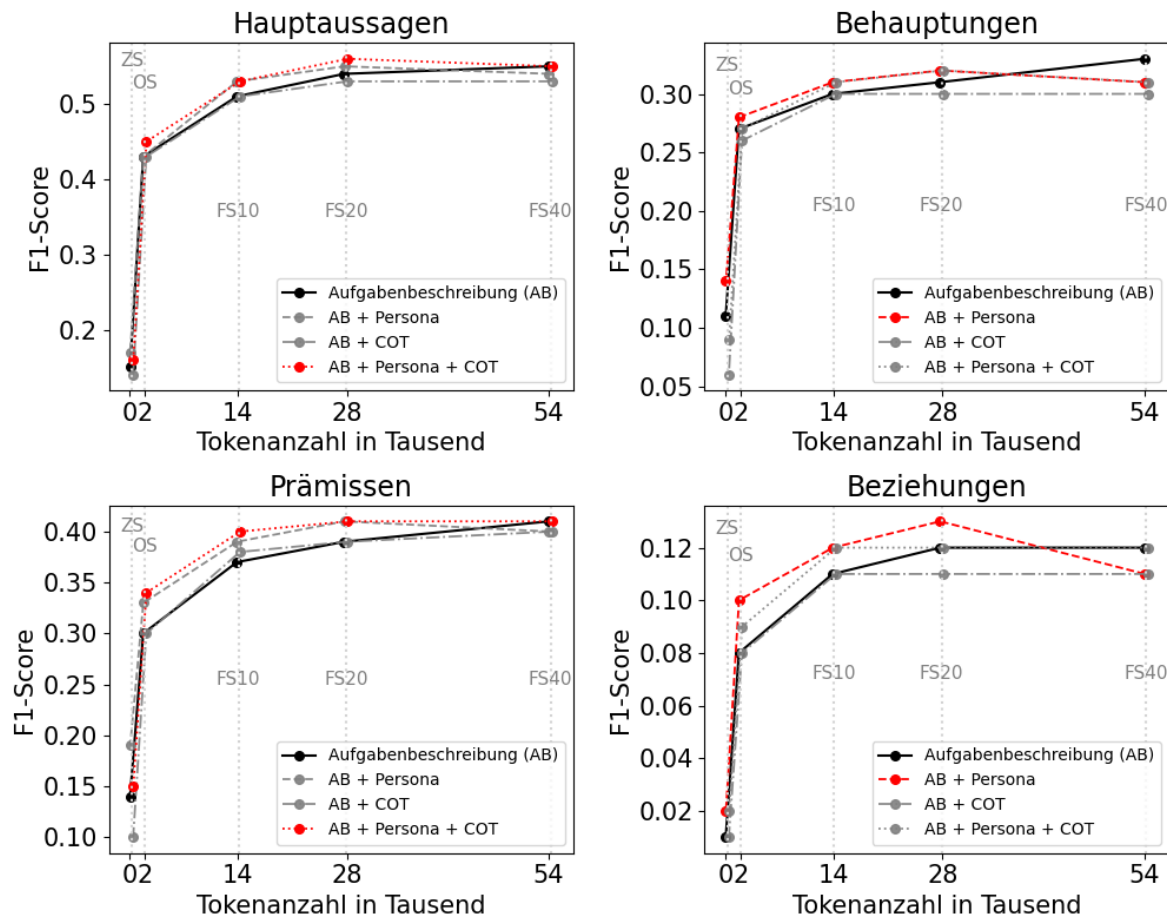 Hauptaussagen
ZS
OS
FS10
FS20
FS40
0.5
0.4
0.3
0.2
F1-Score
Aufgabenbeschreibung (AB)
AB + Persona
AB + COT
AB + Persona + COT
02 14 28 54
Tokenanzahl in Tausend
Behauptungen
ZS
OS
FS10
FS20
FS40
0.30
0.25
0.20
0.15
0.10
0.05
F1-Score
Aufgabenbeschreibung (AB)
AB + Persona
AB + COT
AB + Persona + COT
02 14 28 54
Tokenanzahl in Tausend
Prämissen
ZS
OS
FS10
FS20
FS40
0.40
0.35
0.30
0.25
0.20
0.15
0.10
F1-Score
Aufgabenbeschreibung (AB)
AB + Persona
AB + COT
AB + Persona + COT
02 14 28 54
Tokenanzahl in Tausend
Beziehungen
ZS
OS
FS10
FS20
FS40
0.12
0.10
0.08
0.06
0.04
0.02
F1-Score
Aufgabenbeschreibung (AB)
AB + Persona
AB + COT
AB + Persona + COT
02 14 28 54
Tokenanzahl in Tausend